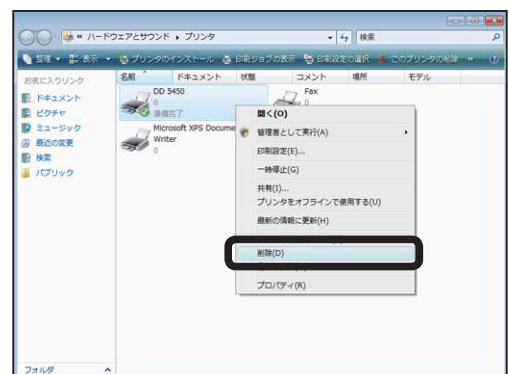 « ハードウェアとサウンド ▸ プリンタ
検索
整理 表示 プリンタのインストール 印刷ジョブの表示 印刷設定の選択 このプリンタの削除 »
お気に入りリンク
ドキュメント
ピクチャ
ミュージック
最近の変更
検索
パブリック
フォルダ
名前 ドキュメント 状態 コメント 場所 モデル
DD 5450
0
準備完了
Fax
0
Microsoft XPS Docume
Writer
0
開く(O)
管理者として実行(A)
印刷設定(E)...
一時停止(G)
共有(I)...
プリンタをオフラインで使用する(U)
最新の情報に更新(H)
削除(D)
プロパティ(R)